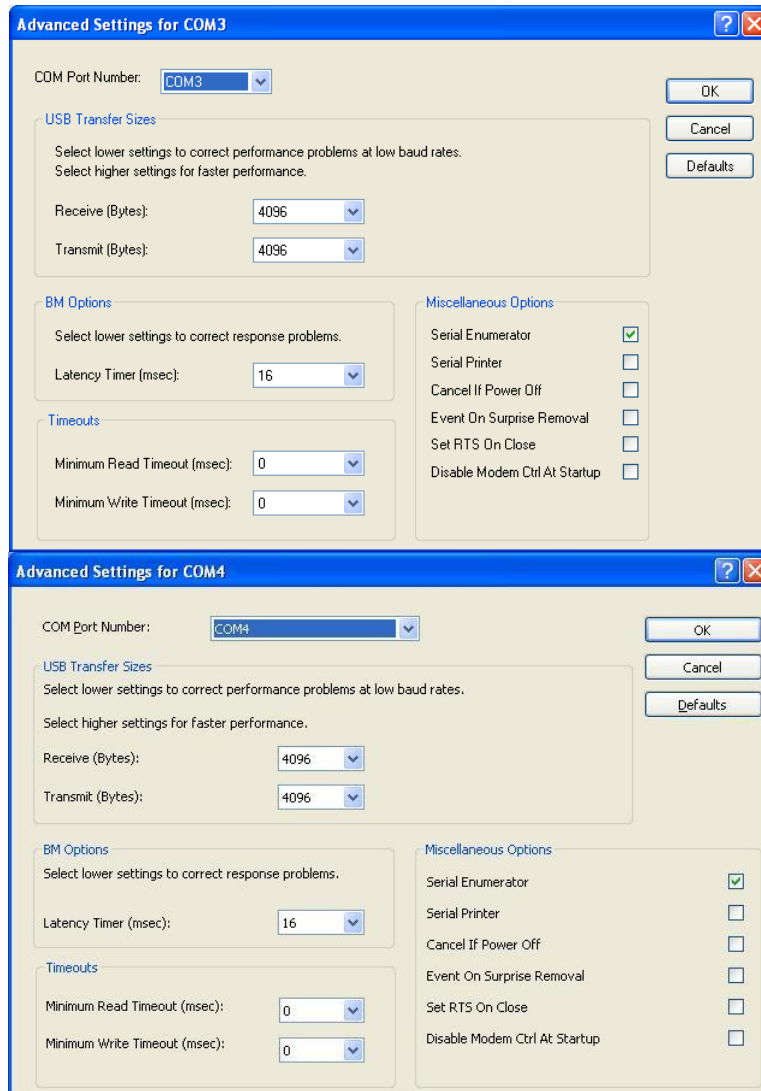 Advanced Settings for COM3
COM Port Number: COM3
OK
USB Transfer Sizes
Cancel
Select lower settings to correct performance problems at low baud rates.
Select higher settings for faster performance.
Defaults
Receive (Bytes): 4096
Transmit (Bytes): 4096
BM Options
Select lower settings to correct response problems.
Latency Timer (msec): 16
Timeouts
Minimum Read Timeout (msec): 0
Minimum Write Timeout (msec): 0
Miscellaneous Options
Serial Enumerator
Serial Printer
Cancel If Power Off
Event On Surprise Removal
Set RTS On Close
Disable Modem Ctrl At Startup
Advanced Settings for COM4
COM Port Number: COM4
OK
USB Transfer Sizes
Cancel
Select lower settings to correct performance problems at low baud rates.
Defaults
Select higher settings for faster performance.
Receive (Bytes): 4096
Transmit (Bytes): 4096
BM Options
Select lower settings to correct response problems.
Latency Timer (msec): 16
Timeouts
Minimum Read Timeout (msec): 0
Minimum Write Timeout (msec): 0
Miscellaneous Options
Serial Enumerator
Serial Printer
Cancel If Power Off
Event On Surprise Removal
Set RTS On Close
Disable Modem Ctrl At Startup